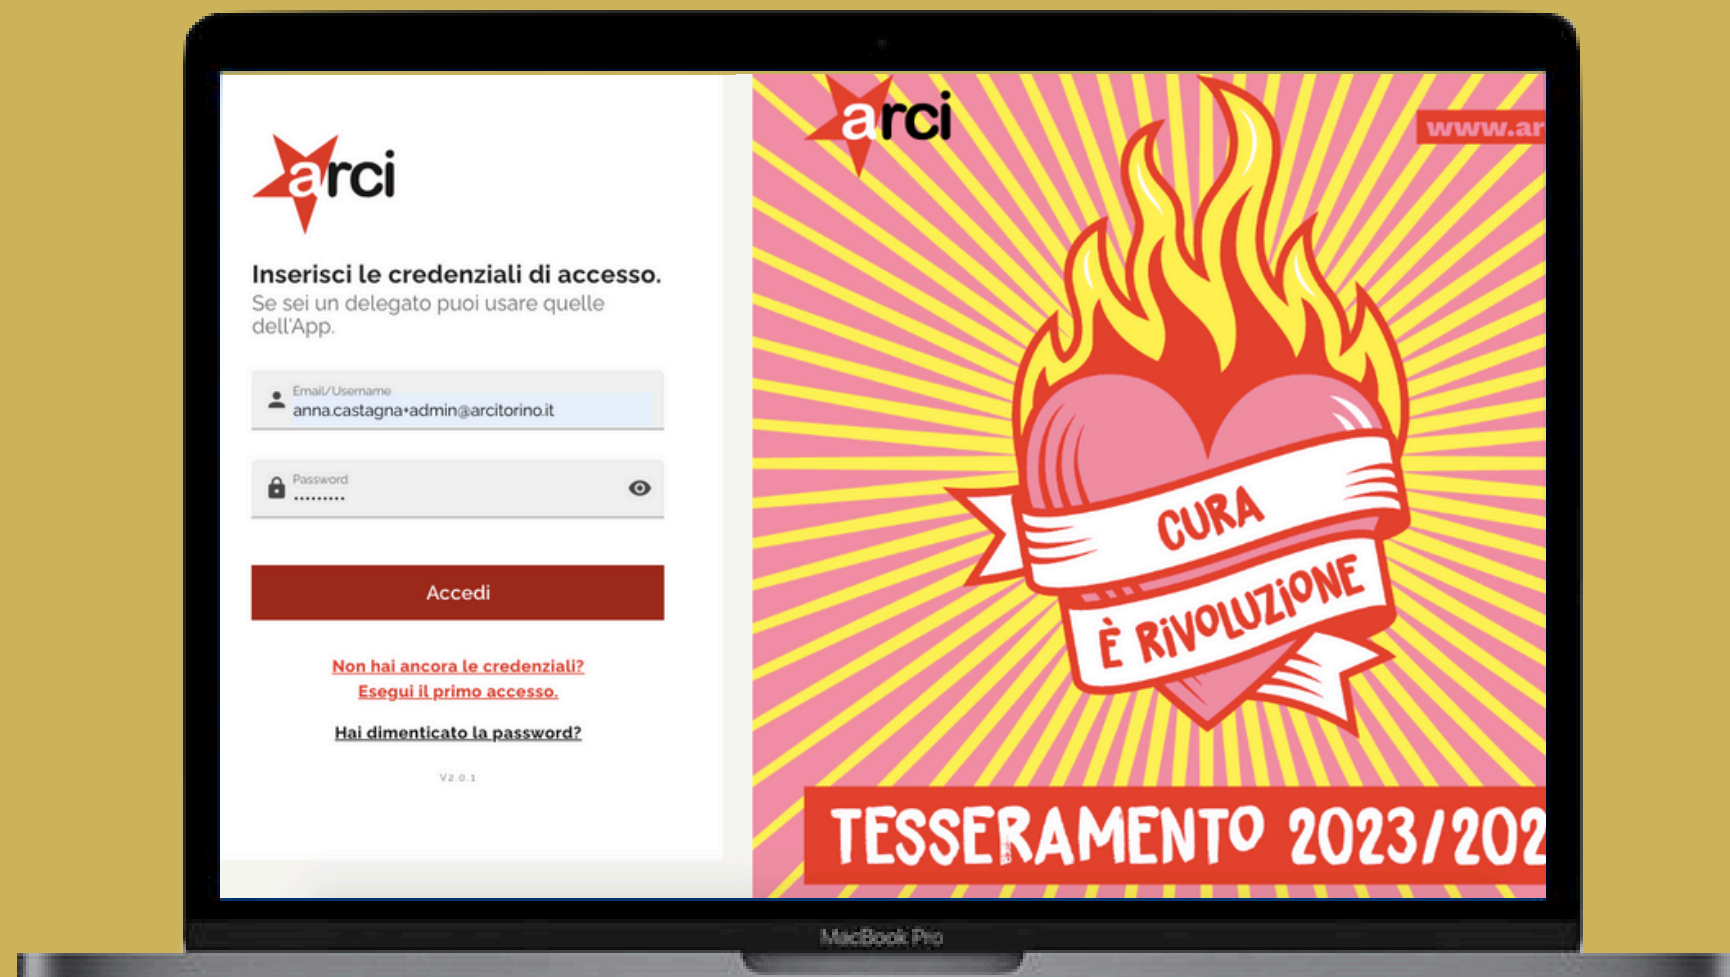 arci
Inserisci le credenziali di accesso.
Se sei un delegato puoi usare quelle
dell'App.
Email/Username
anna.castagna+admin@arcitorino.it
Password
Accedi
Non hai ancora le credenziali?
Esegui il primo accesso.
Hai dimenticato la password?
V2.0.1
arci
www.ar
CURA
È RIVOLUZIONE
TESSERAMENTO 2023/202
MacBook Pro